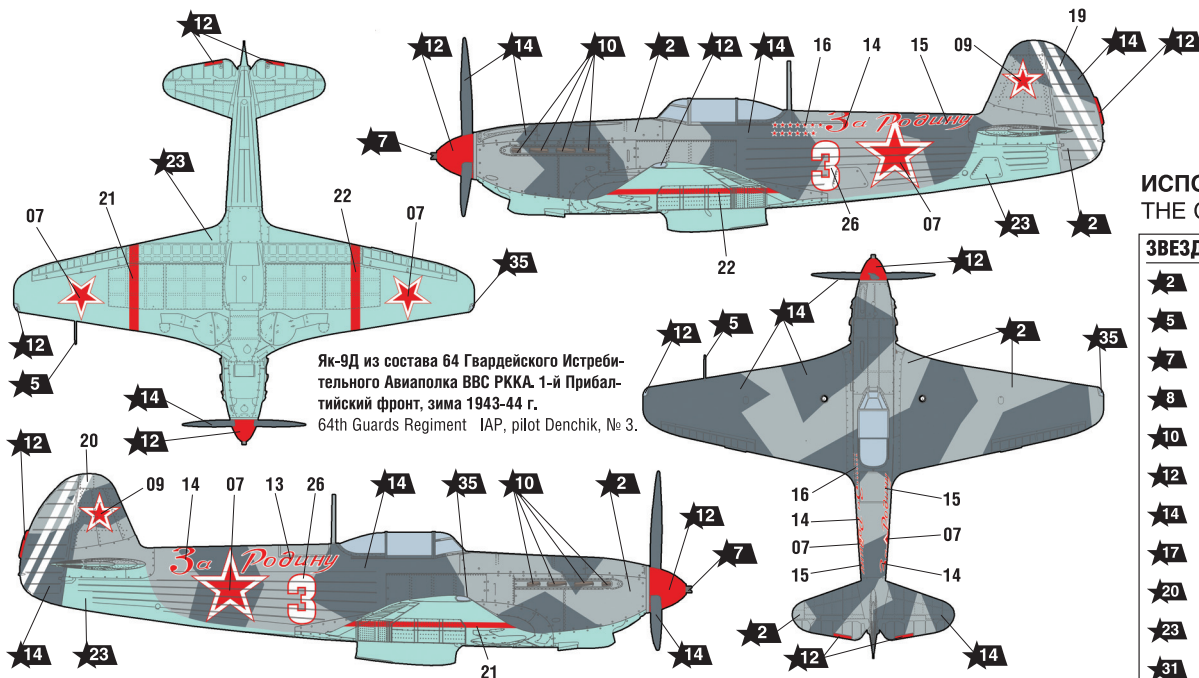 12
12 14 10 2 12 14 16 14 15 09 19 14 12
7
За Родину
3
23
21 22
07 07
35
26 07 23 2
22
12
5
ИСПО
THE C
ЗВЕЗД
2
5
7
8
10
12
14
17
20
23
31
Як-9Д из состава 64 Гвардейского Истреби-
тельного Авиаполка ВВС РККА. 1-й Прибал-
тийский фронт, зима 1943-44 г.
64th Guards Regiment IAP, pilot Denchik, № 3.
14
12
12
12 5 14 2 35
16 15
14 07
07
15 14
2 12 14
12 20 09 14 07 13 26 14 35 10 2 12
7
За Родину
3
14 23 21 14